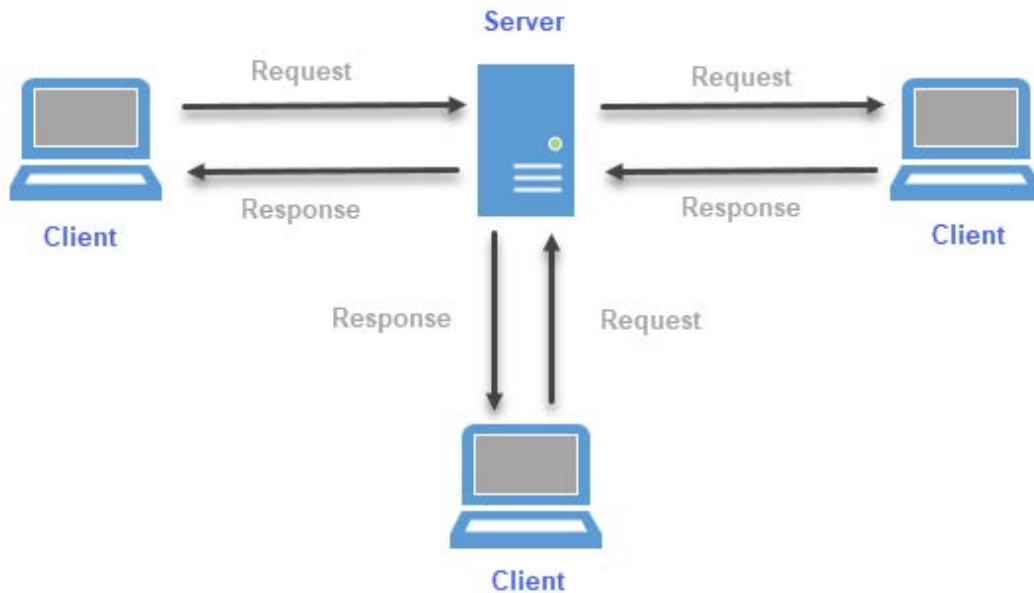 Server
Request
Request
Response
Response
Client
Client
Response
Request
Client